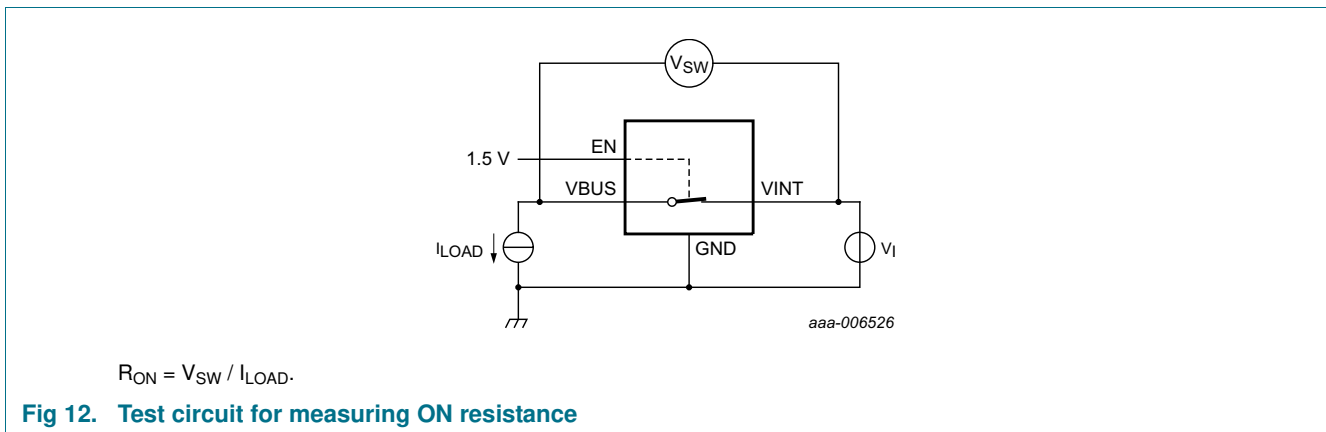 VSW
EN
1.5 V
VBUS
VINT
ILOAD
GND
VI
aaa-006526
RON = VSW / ILOAD.
Fig 12. Test circuit for measuring ON resistance